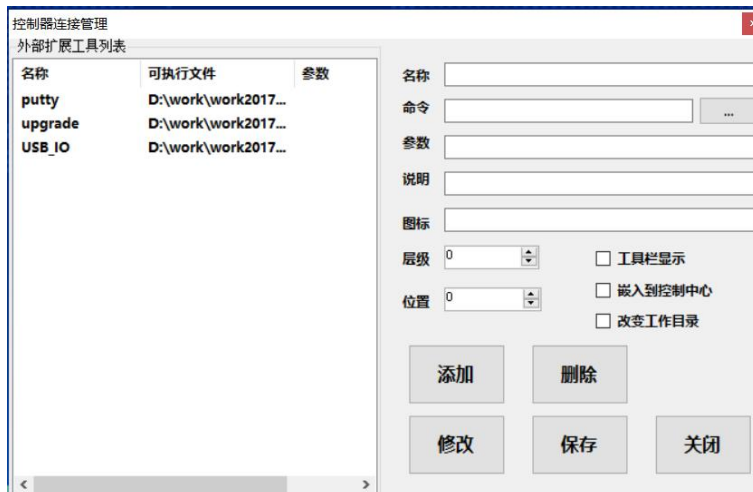 控制器连接管理
外部扩展工具列表
名称 可执行文件 参数
putty D:\work\work2017...
upgrade D:\work\work2017...
USB_IO D:\work\work2017...
名称
命令 ...
参数
说明
图标
层级 0 工具栏显示
嵌入到控制中心
位置 0
改变工作目录
添加 删除
修改 保存 关闭